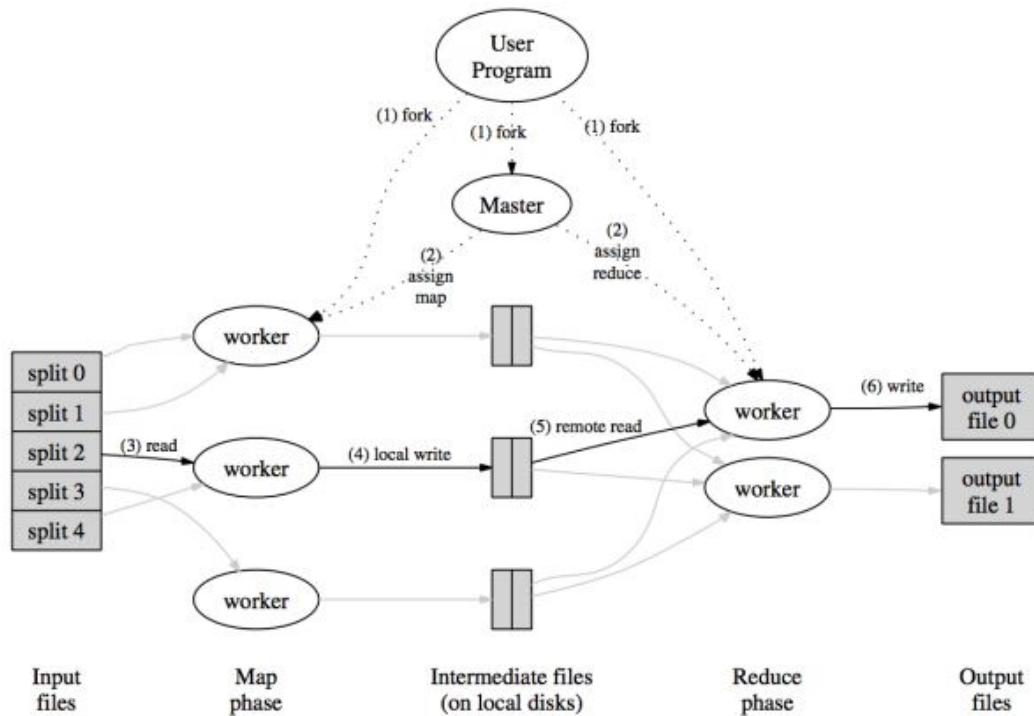 User
Program
(1) fork
(1) fork
(1) fork
Master
(2)
assign
map
(2)
assign
reduce
worker
split 0
split 1
split 2
split 3
split 4
(3) read
worker
(4) local write
(5) remote read
worker
(6) write
output
file 0
worker
output
file 1
worker
Input
files
Map
phase
Intermediate files
(on local disks)
Reduce
phase
Output
files